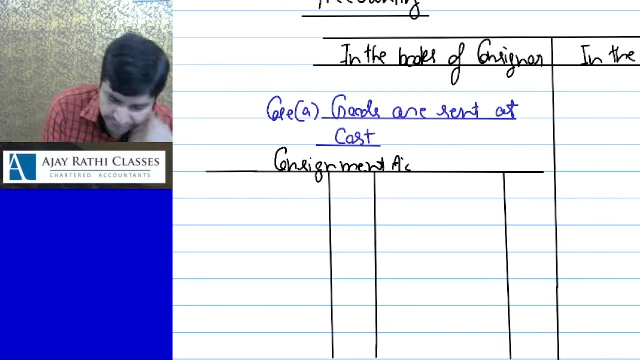 Accounting
In the books of Consignor
In the
Case(a) Goods are sent at
Cost
Consignment A/c
AJAY RATHI CLASSES
CHARTERED ACCOUNTANTS